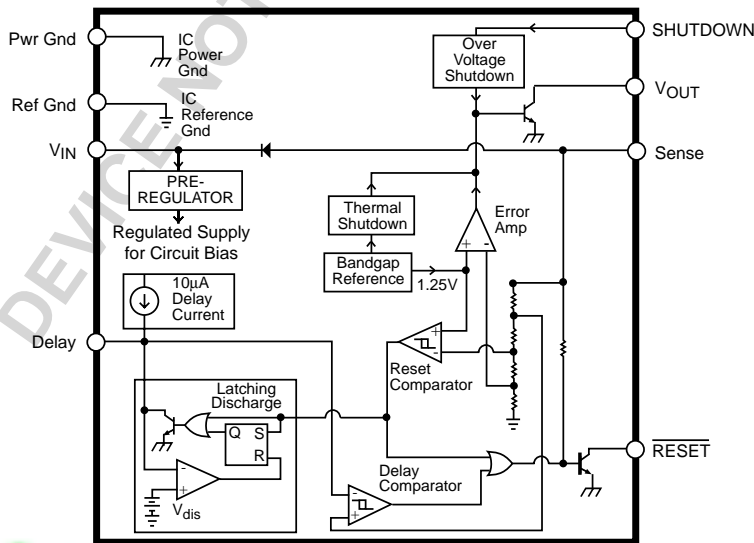 DEVICE NOT
Pwr Gnd
IC
Power
Gnd
Ref Gnd
IC
Reference
Gnd
SHUTDOWN
Over
Voltage
Shutdown
VOUT
VIN
Sense
PRE-
REGULATOR
Regulated Supply
for Circuit Bias
Thermal
Shutdown
Error
Amp
+ -
Bandgap
Reference
1.25V
10μA
Delay
Current
Delay
+
-
Reset
Comparator
Latching
Discharge
Q S
R
-
+
Vdis
Delay
Comparator
-
+
RESET